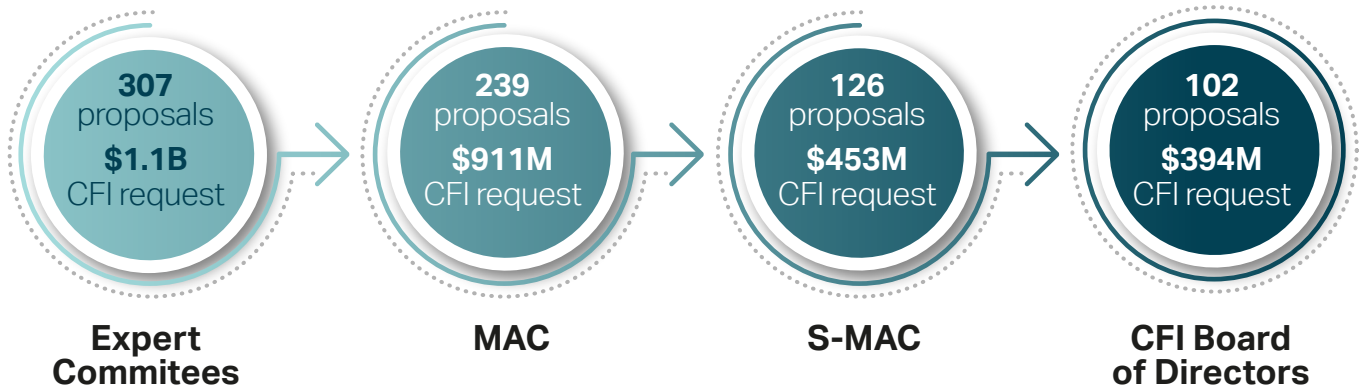 307
proposals
$1.1B
CFI request
Expert
Commitees
239
proposals
$911M
CFI request
MAC
126
proposals
$453M
CFI request
S-MAC
102
proposals
$394M
CFI request
CFI Board
of Directors